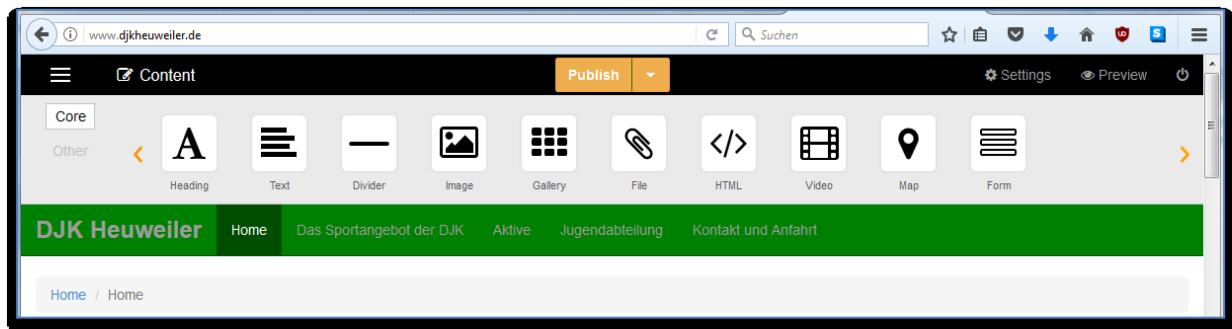 www.djkheuweiler.de Suchen
Content Publish Settings Preview
Core
Other
Heading Text Divider Image Gallery File HTML Video Map Form
DJK Heuweiler Home Das Sportangebot der DJK Aktive Jugendabteilung Kontakt und Anfahrt
Home / Home